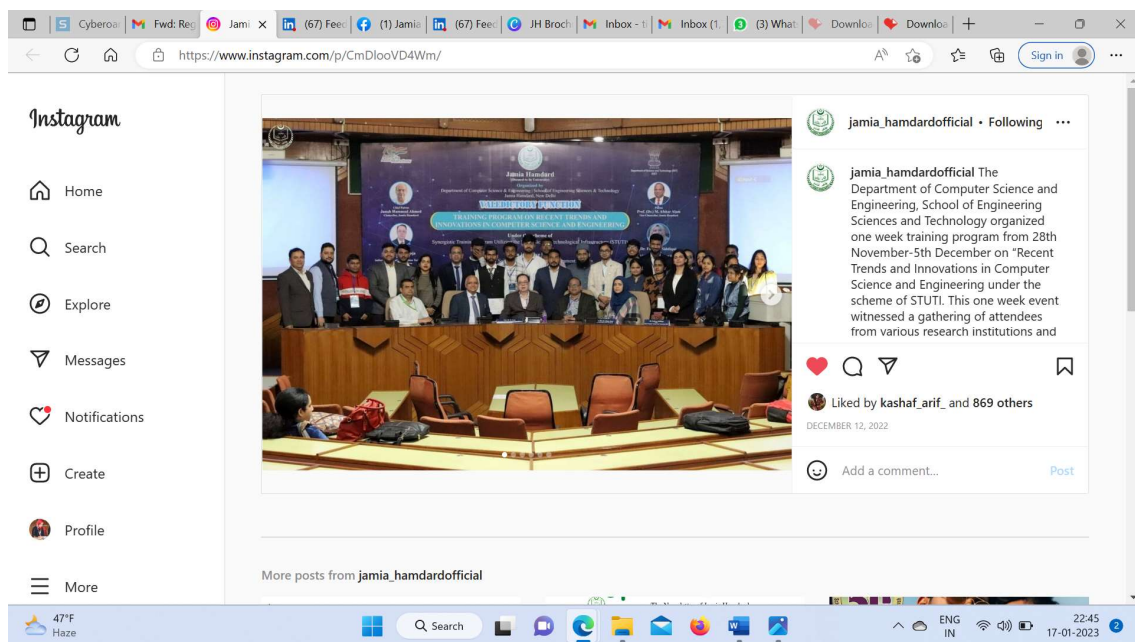 Cyberoa
Fwd: Reg
Jami
(67) Feed
(1) Jamia
(67) Feed
JH Broch
Inbox - ti
Inbox (1,
(3) What
Downloa
Downloa
https://www.instagram.com/p/CmDlooVD4Wm/
Sign in
Instagram
Home
Search
Explore
Messages
Notifications
Create
Profile
More
Jamia Hamdard
VALEDICTORY FUNCTION
TRAINING PROGRAM ON RECENT TRENDS AND
INNOVATIONS IN COMPUTER SCIENCE AND ENGINEERING
jamia_hamdardofficial • Following
jamia_hamdardofficial The
Department of Computer Science and
Engineering, School of Engineering
Sciences and Technology organized
one week training program from 28th
November-5th December on “Recent
Trends and Innovations in Computer
Science and Engineering under the
scheme of STUTI. This one week event
witnessed a gathering of attendees
from various research institutions and
Liked by kashaf_arif_ and 869 others
DECEMBER 12, 2022
Add a comment...
Post
More posts from jamia_hamdardofficial
47°F
Haze
Search
ENG
IN
22:45
17-01-2023
2